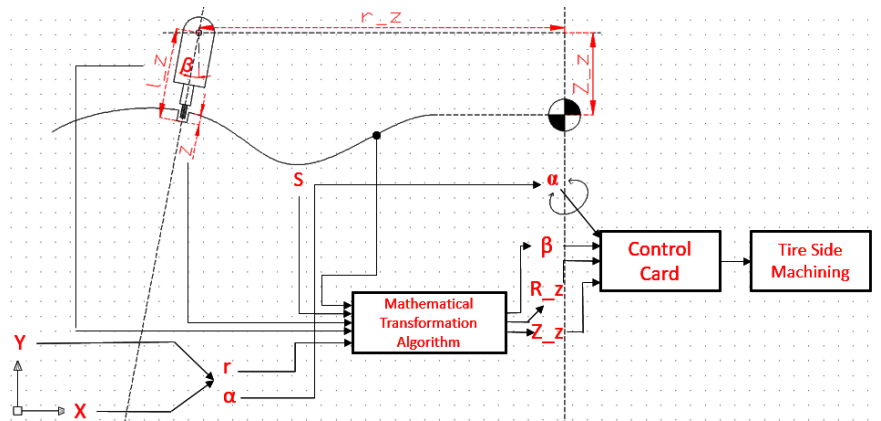 r_z
l_z
β
Z_z
z
S
α
β
Control
Card
Tire Side
Machining
R_z
Mathematical
Transformation
Algorithm
Z_z
Y
r
α
X